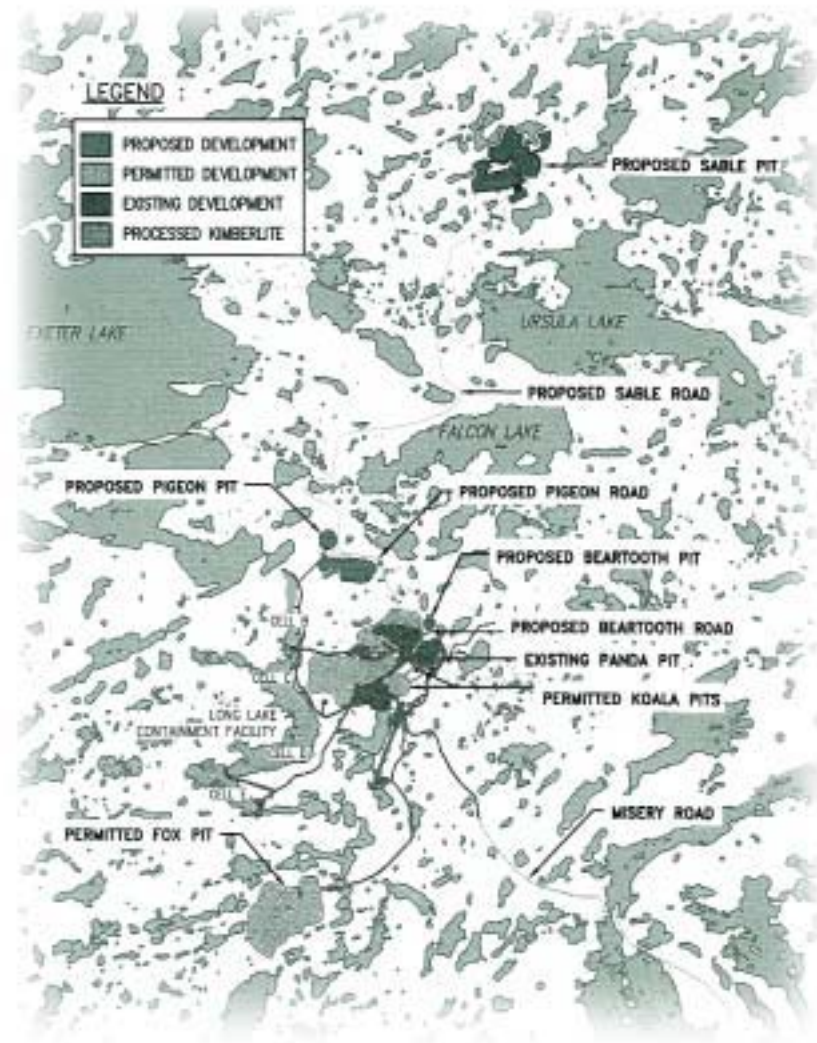 LEGEND
PROPOSED DEVELOPMENT
PERMITTED DEVELOPMENT
EXISTING DEVELOPMENT
PROCESSED KIMBERLITE
PROPOSED SABLE PIT
EXETER LAKE
URSULA LAKE
PROPOSED SABLE ROAD
FALCON LAKE
PROPOSED PIGEON PIT
PROPOSED PIGEON ROAD
PROPOSED BEARTOOTH PIT
CELL
PROPOSED BEARTOOTH ROAD
EXISTING PANDA PIT
CELL
PERMITTED KOALA PITS
LONG LAKE
CONTAINMENT FACILITY
CELL
CELL
MISERY ROAD
PERMITTED FOX PIT